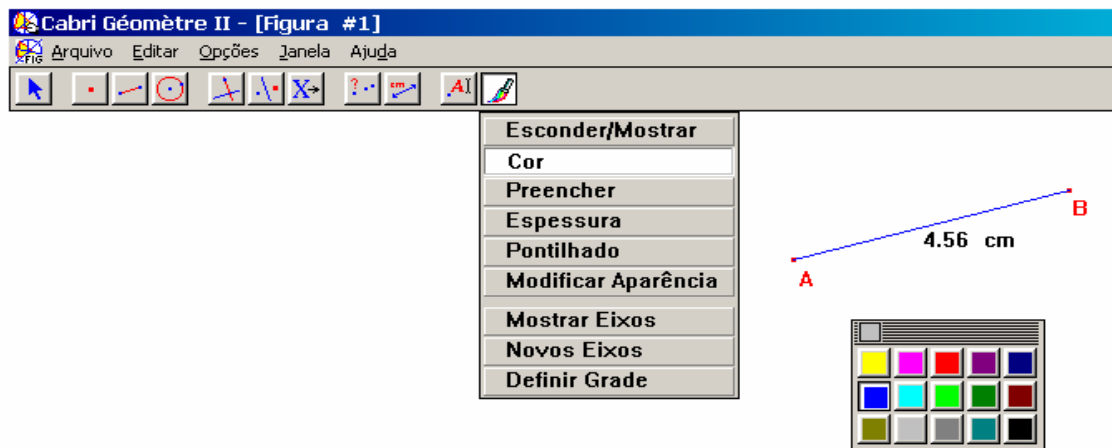 Cabri Géomètre II - [Figura #1]
FIG Arquivo Editar Opções Janela Ajuda
X ? cm A
Esconder/Mostrar
Cor
Preencher
Espessura
Pontilhado
Modificar Aparência
Mostrar Eixos
Novos Eixos
Definir Grade
B
4.56 cm
A